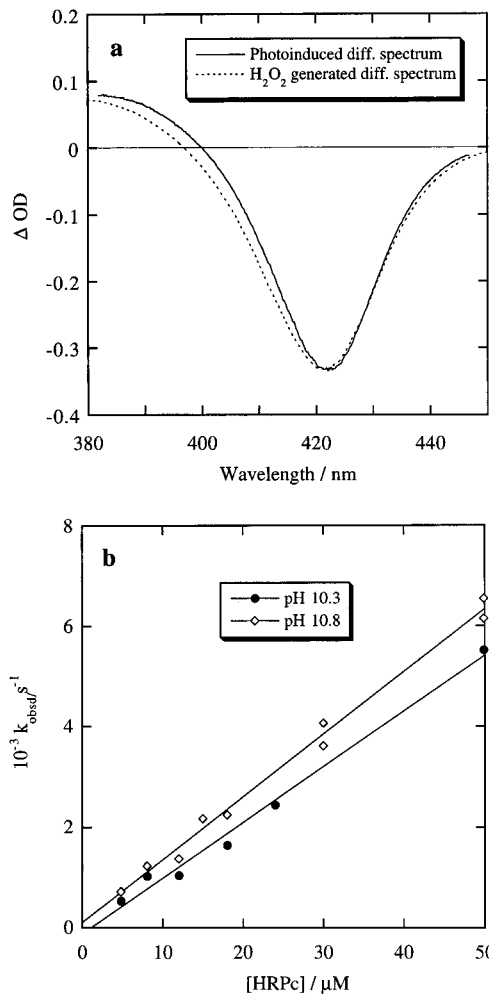 0.2
a
Photoinduced diff. spectrum
H₂O₂ generated diff. spectrum
0.1
0
-0.1
-0.2
-0.3
-0.4
Δ OD
380
400
420
440
Wavelength / nm
8
b
pH 10.3
pH 10.8
6
4
2
0
10⁻³ k_obsd/s⁻¹
0
10
20
30
40
50
[HRPc] / μM